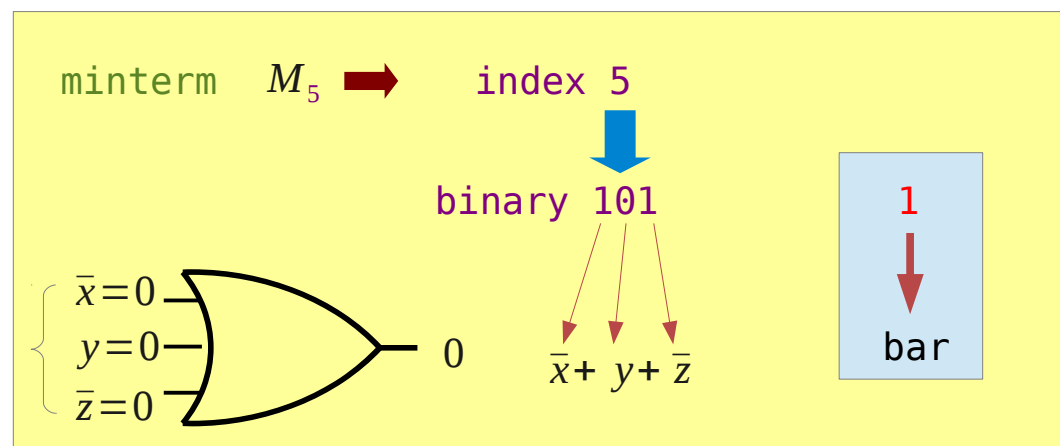 minterm M₅ index 5
binary 101
1
x̅=0
y=0
z̅=0
0
x̅+ y+ z̅
bar